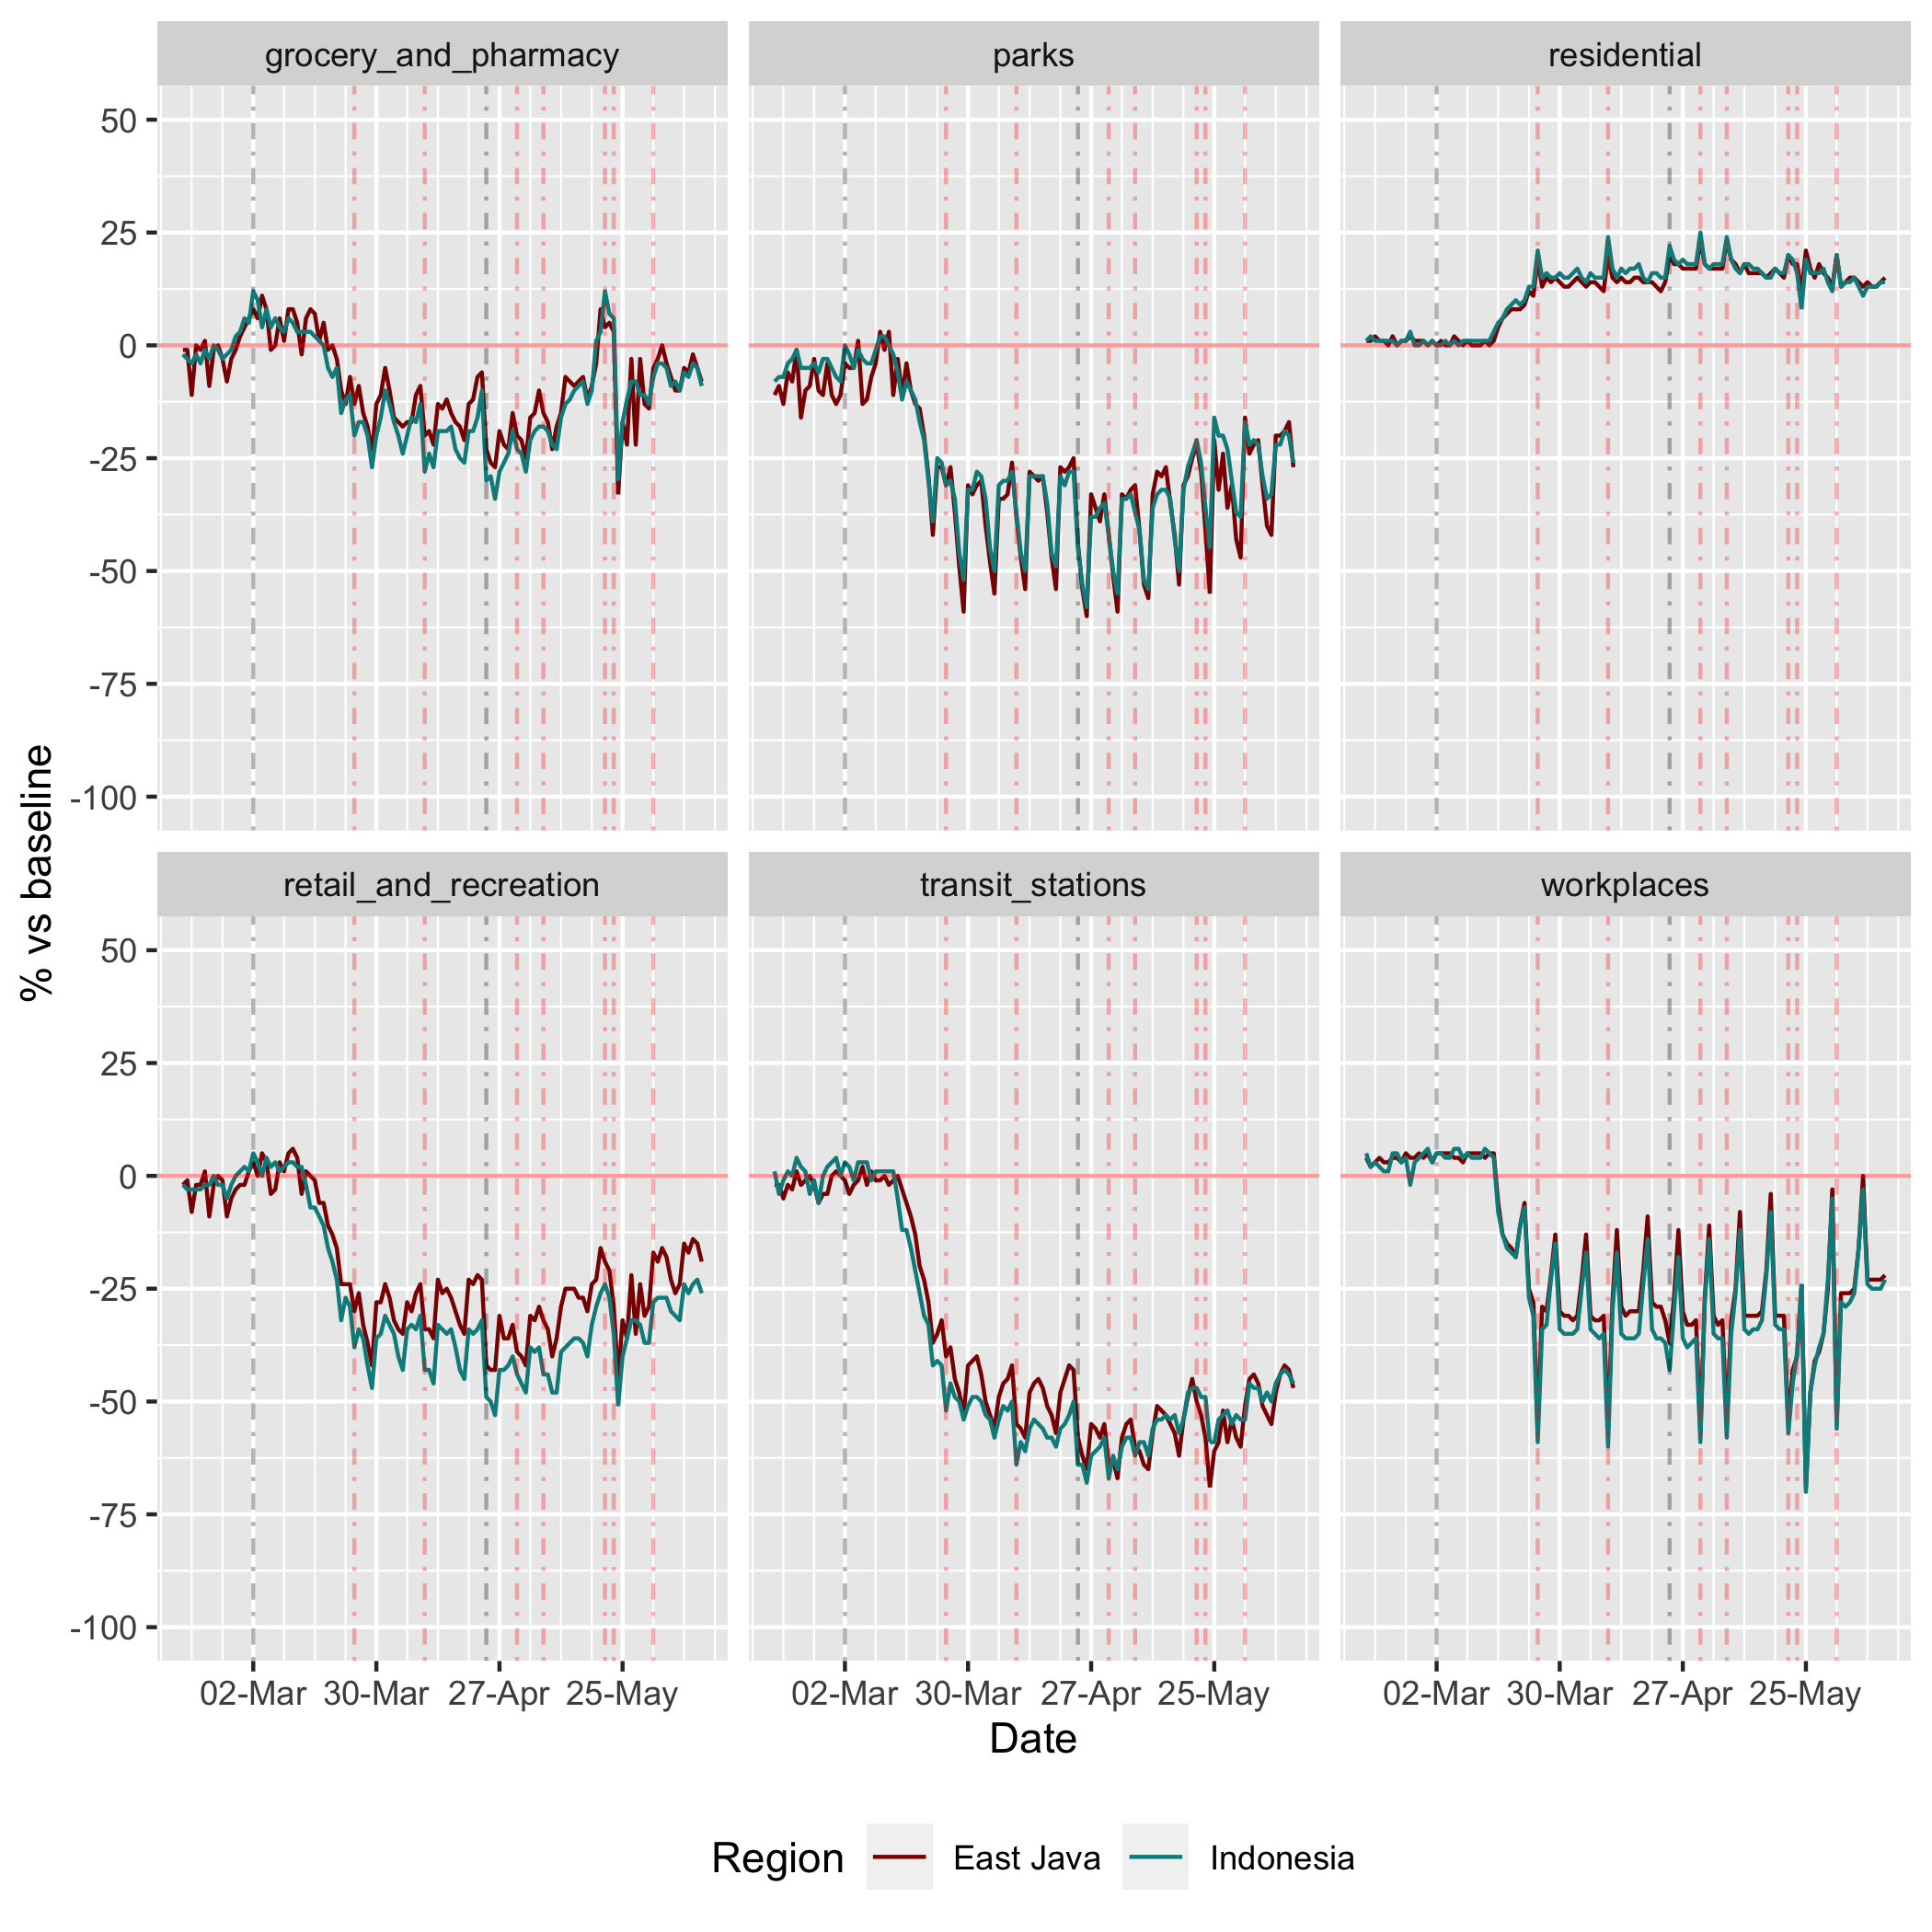 grocery_and_pharmacy parks residential
50
25
0
-25
-50
-75
-100
% vs baseline
retail_and_recreation transit_stations workplaces
50
25
0
-25
-50
-75
-100
02-Mar 30-Mar 27-Apr 25-May 02-Mar 30-Mar 27-Apr 25-May 02-Mar 30-Mar 27-Apr 25-May
Date
Region East Java Indonesia